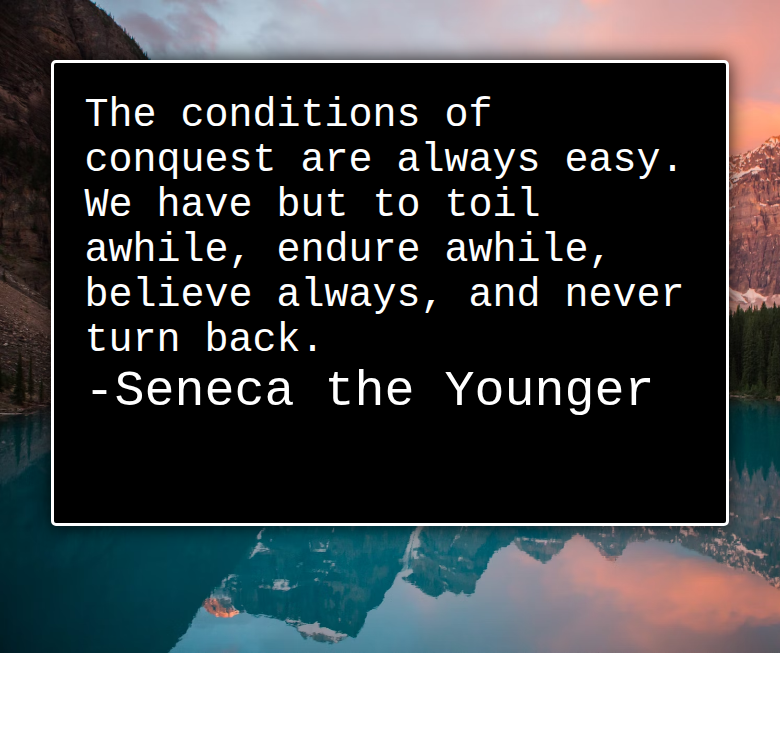 The conditions of
conquest are always easy.
We have but to toil
awhile, endure awhile,
believe always, and never
turn back.
-Seneca the Younger